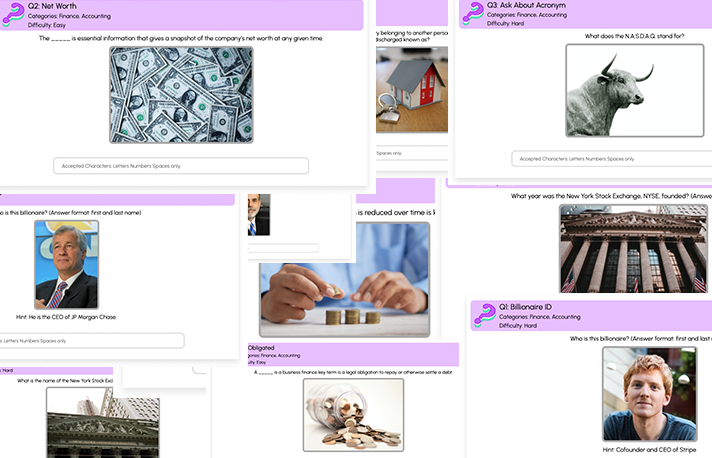 Q2: Net Worth
Categories: Finance, Accounting
Difficulty: Easy
The _____ is essential information that gives a snapshot of the company's net worth at any given time.
Accepted Characters: Letters Numbers Spaces only
y belonging to another perso
discharged known as?
Spaces only
Q3: Ask About Acronym
Categories: Finance, Accounting
Difficulty: Hard
What does the N.A.S.D.A.Q. stand for?
Accepted Characters: Letters Numbers Spaces only
o is this billionaire? (Answer format: first and last name)
Hint: He is the CEO of JP Morgan Chase.
Letters Numbers Spaces only
is reduced over time is k
What year was the New York Stock Exchange, NYSE, founded? (Answe
Q1: Billionaire ID
Categories: Finance, Accounting
Difficulty: Hard
Who is this billionaire? (Answer format: first and last
Hint: Cofounder and CEO of Stripe
Obligated
gories: Finance, Accounting
ulty: Easy
A _____ is a business finance key term is a legal obligation to repay or otherwise settle a debt.
Hard
What is the name of the New York Stock Exc